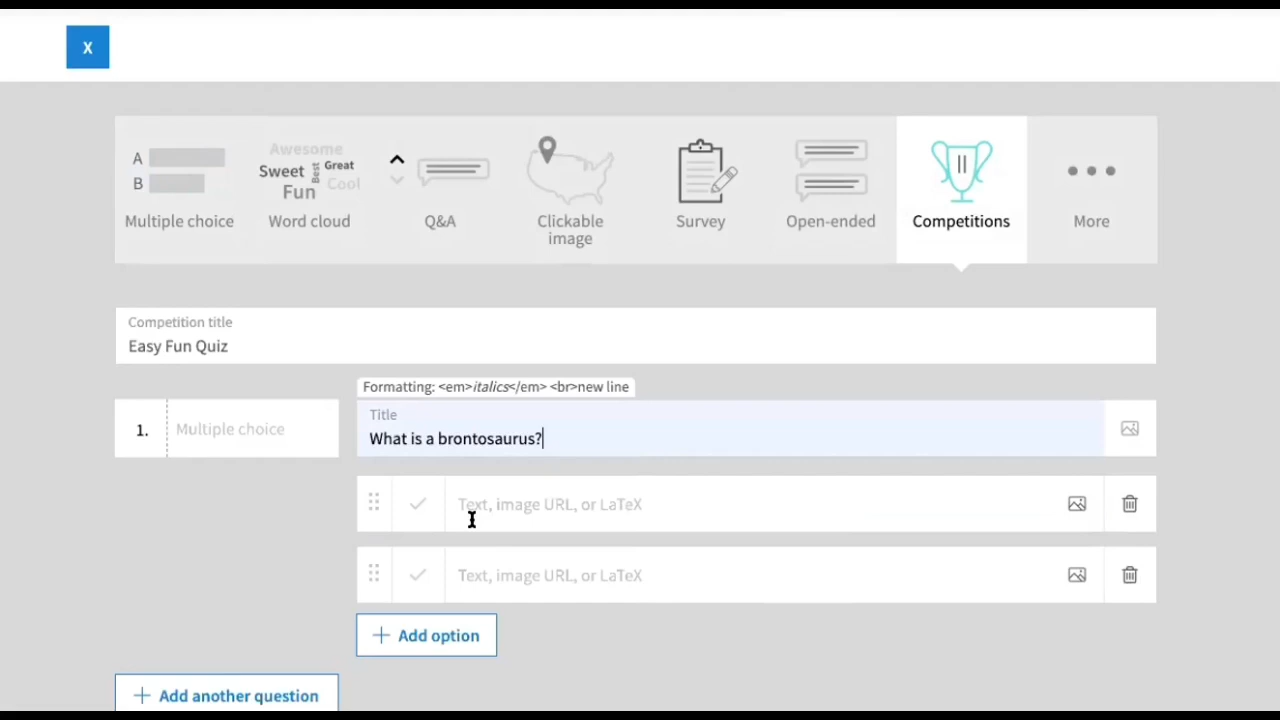 X
A
B
Multiple choice
Awesome
Sweet Best Great
Fun Cool
Word cloud
Q&A
Clickable
image
Survey
Open-ended
Competitions
More
Competition title
Easy Fun Quiz
Formatting: <em>italics</em> <br>new line
1. Multiple choice
Title
What is a brontosaurus?
Text, image URL, or LaTeX
Text, image URL, or LaTeX
Add option
Add another question